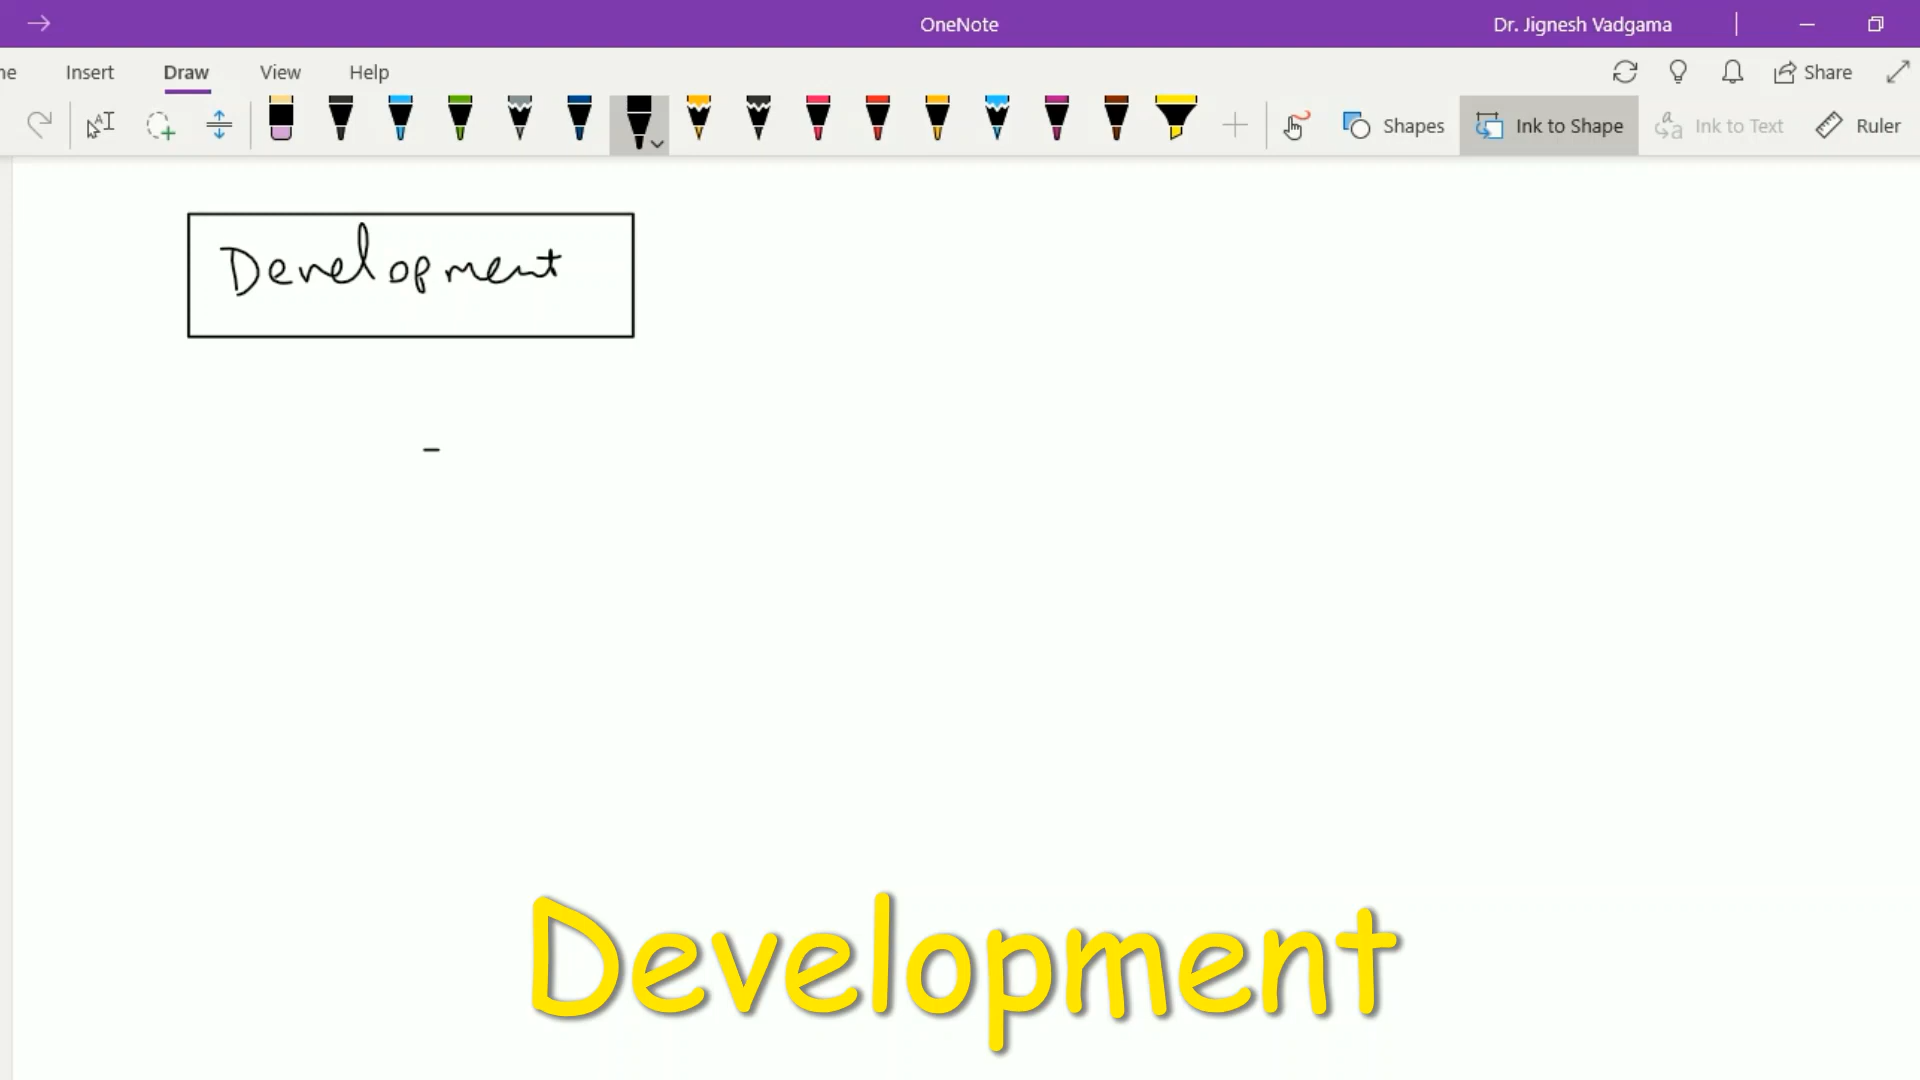 OneNote
Dr. Jignesh Vadgama
ne Insert Draw View Help
Share
Shapes Ink to Shape Ink to Text Ruler
Development
-
Development